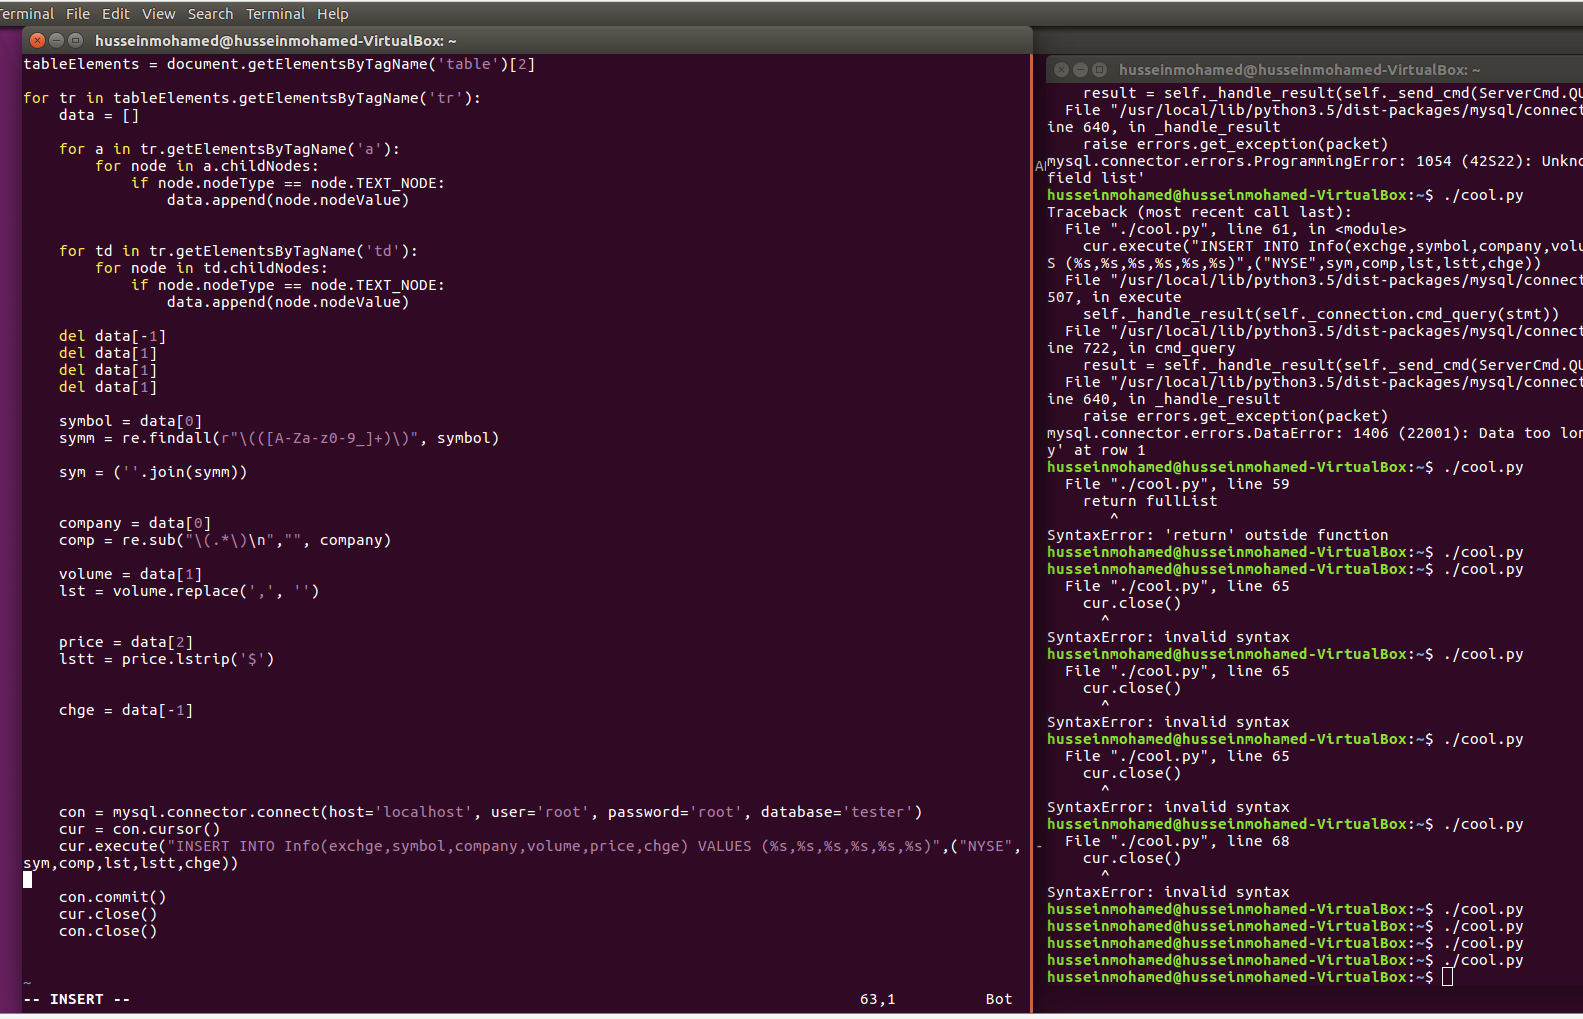 Terminal File Edit View Search Terminal Help
husseinmohamed@husseinmohamed-VirtualBox: ~
tableElements = document.getElementsByTagName('table')[2]
for tr in tableElements.getElementsByTagName('tr'):
    data = []
    for a in tr.getElementsByTagName('a'):
        for node in a.childNodes:
            if node.nodeType == node.TEXT_NODE:
                data.append(node.nodeValue)
    for td in tr.getElementsByTagName('td'):
        for node in td.childNodes:
            if node.nodeType == node.TEXT_NODE:
                data.append(node.nodeValue)
    del data[-1]
    del data[1]
    del data[1]
    del data[1]
    symbol = data[0]
    symm = re.findall(r"\(([A-Za-z0-9_]+)\)", symbol)
    sym = (''.join(symm))
    company = data[0]
    comp = re.sub("\(.*\)\n","", company)
    volume = data[1]
    lst = volume.replace(',', '')
    price = data[2]
    lstt = price.lstrip('$')
    chge = data[-1]
    con = mysql.connector.connect(host='localhost', user='root', password='root', database='tester')
    cur = con.cursor()
    cur.execute("INSERT INTO Info(exchge,symbol,company,volume,price,chge) VALUES (%s,%s,%s,%s,%s,%s)",("NYSE",
sym,comp,lst,lstt,chge))
    con.commit()
    cur.close()
    con.close()
~
-- INSERT -- 63,1 Bot
husseinmohamed@husseinmohamed-VirtualBox: ~
    result = self._handle_result(self._send_cmd(ServerCmd.QU
  File "/usr/local/lib/python3.5/dist-packages/mysql/connect
ine 640, in _handle_result
    raise errors.get_exception(packet)
mysql.connector.errors.ProgrammingError: 1054 (42S22): Unkno
field list'
husseinmohamed@husseinmohamed-VirtualBox:~$ ./cool.py
Traceback (most recent call last):
  File "./cool.py", line 61, in <module>
    cur.execute("INSERT INTO Info(exchge,symbol,company,volu
S (%s,%s,%s,%s,%s,%s)",("NYSE",sym,comp,lst,lstt,chge))
  File "/usr/local/lib/python3.5/dist-packages/mysql/connect
507, in execute
    self._handle_result(self._connection.cmd_query(stmt))
  File "/usr/local/lib/python3.5/dist-packages/mysql/connect
ine 722, in cmd_query
    result = self._handle_result(self._send_cmd(ServerCmd.QU
  File "/usr/local/lib/python3.5/dist-packages/mysql/connect
ine 640, in _handle_result
    raise errors.get_exception(packet)
mysql.connector.errors.DataError: 1406 (22001): Data too lon
y' at row 1
husseinmohamed@husseinmohamed-VirtualBox:~$ ./cool.py
  File "./cool.py", line 59
    return fullList
       ^
SyntaxError: 'return' outside function
husseinmohamed@husseinmohamed-VirtualBox:~$ ./cool.py
husseinmohamed@husseinmohamed-VirtualBox:~$ ./cool.py
  File "./cool.py", line 65
    cur.close()
      ^
SyntaxError: invalid syntax
husseinmohamed@husseinmohamed-VirtualBox:~$ ./cool.py
  File "./cool.py", line 65
    cur.close()
      ^
SyntaxError: invalid syntax
husseinmohamed@husseinmohamed-VirtualBox:~$ ./cool.py
  File "./cool.py", line 65
    cur.close()
      ^
SyntaxError: invalid syntax
husseinmohamed@husseinmohamed-VirtualBox:~$ ./cool.py
  File "./cool.py", line 68
    cur.close()
      ^
SyntaxError: invalid syntax
husseinmohamed@husseinmohamed-VirtualBox:~$ ./cool.py
husseinmohamed@husseinmohamed-VirtualBox:~$ ./cool.py
husseinmohamed@husseinmohamed-VirtualBox:~$ ./cool.py
husseinmohamed@husseinmohamed-VirtualBox:~$ ./cool.py
husseinmohamed@husseinmohamed-VirtualBox:~$